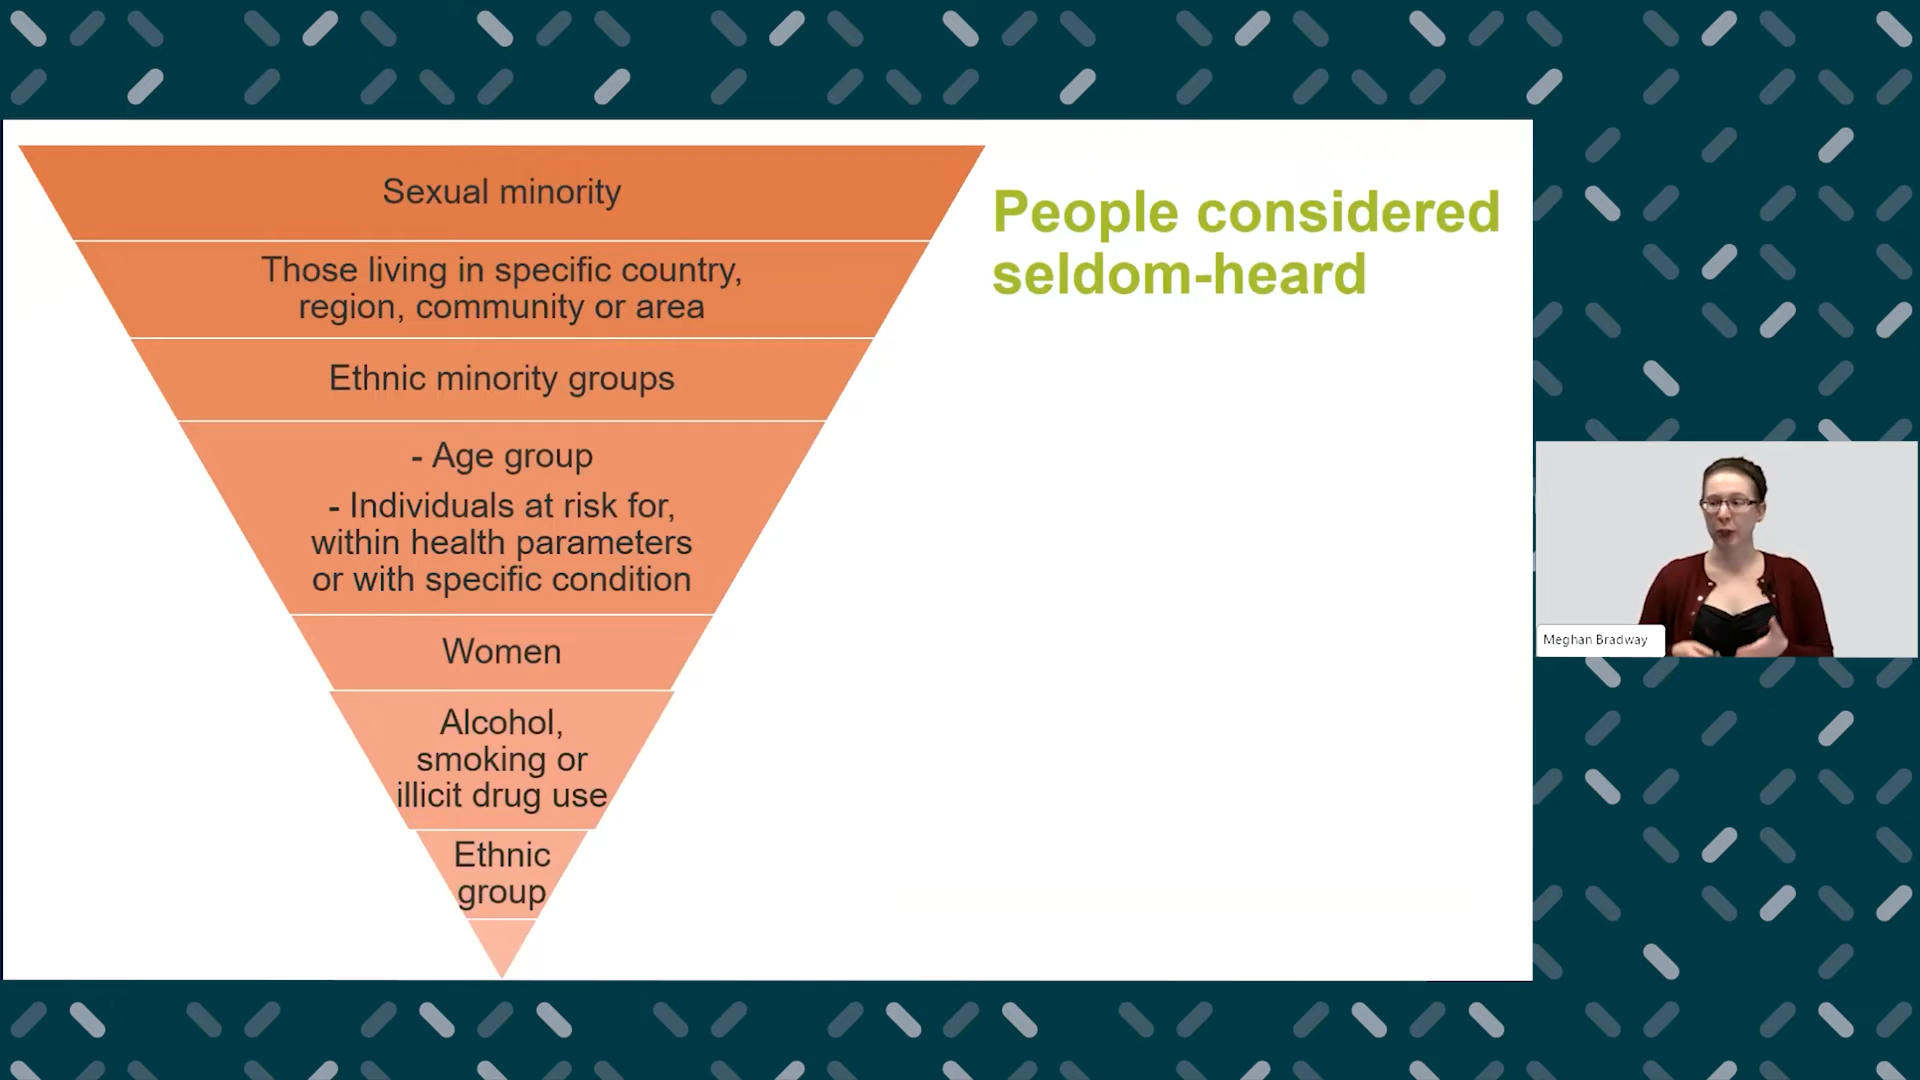 Sexual minority
Those living in specific country,
region, community or area
Ethnic minority groups
- Age group
- Individuals at risk for,
within health parameters
or with specific condition
Women
Alcohol,
smoking or
illicit drug use
Ethnic
group
People considered
seldom-heard
Meghan Bradway